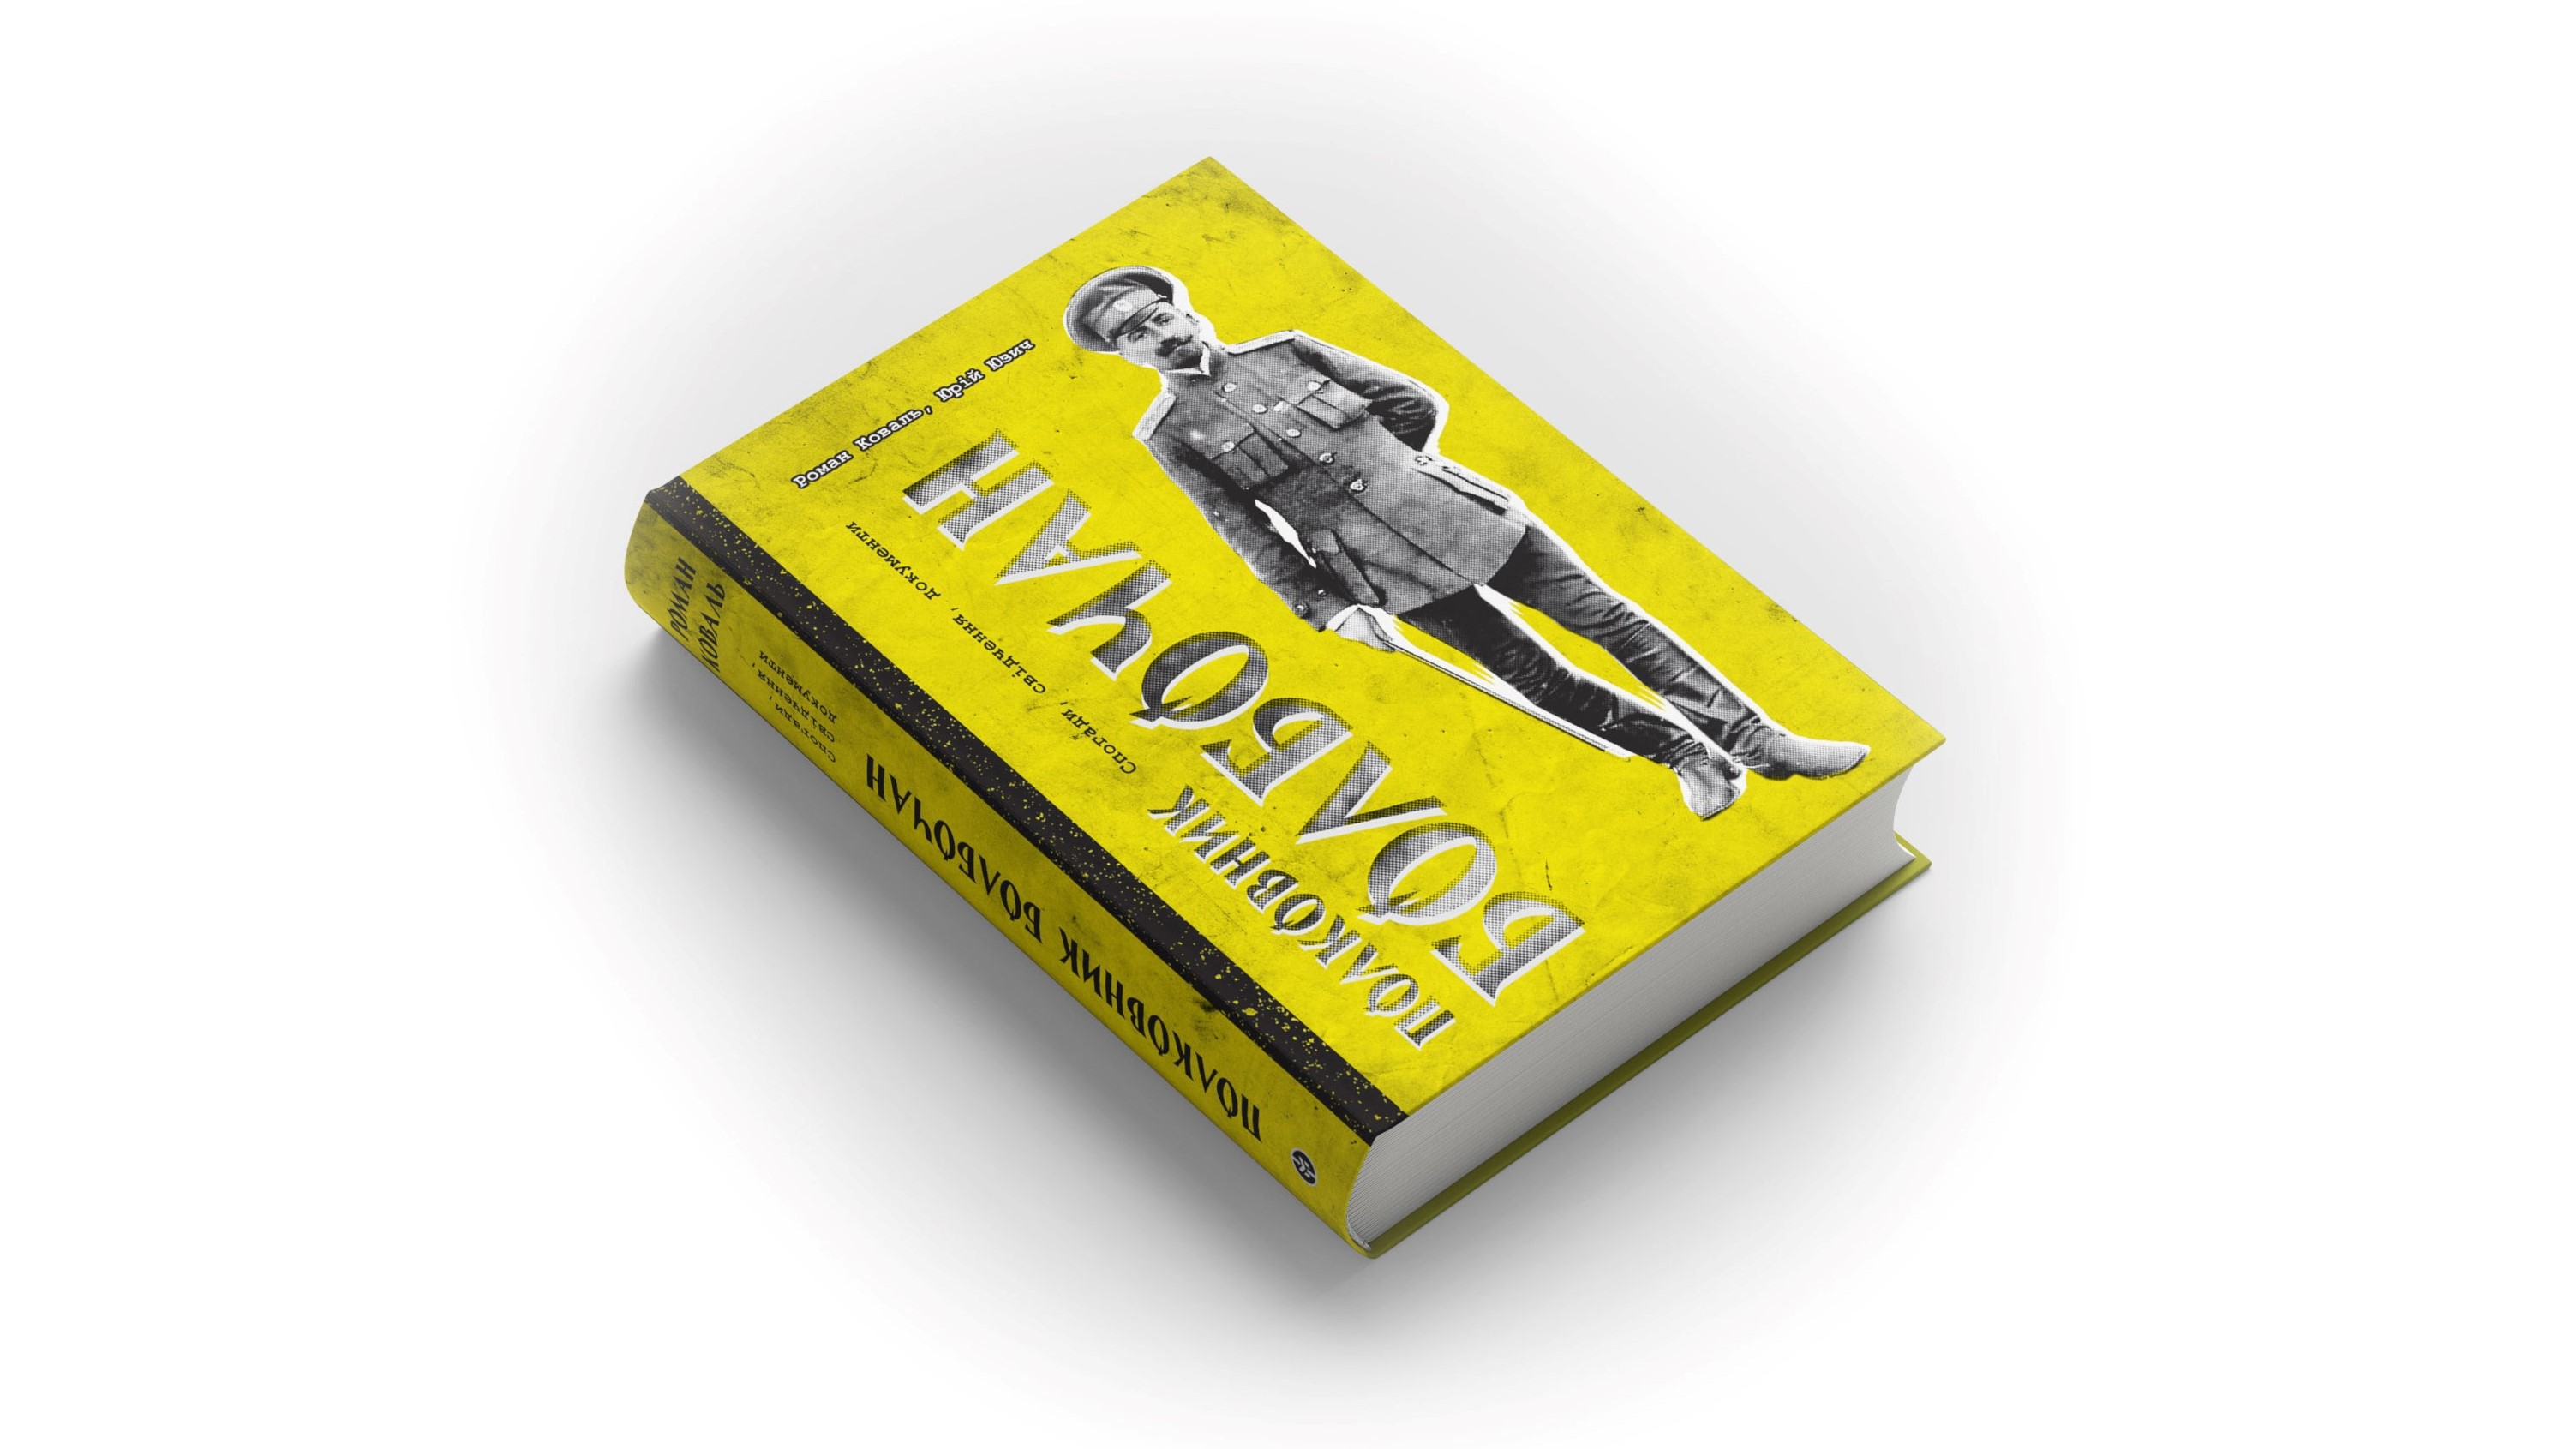 Роман Коваль, Юрій Юзич
ПОЛКОВНИК
БОЛБОЧАН
Спогади, свідчення, документи
РОМАН
КОВАЛЬ
Спогади,
свідчення,
документи
ПОЛКОВНИК БОЛБОЧАН